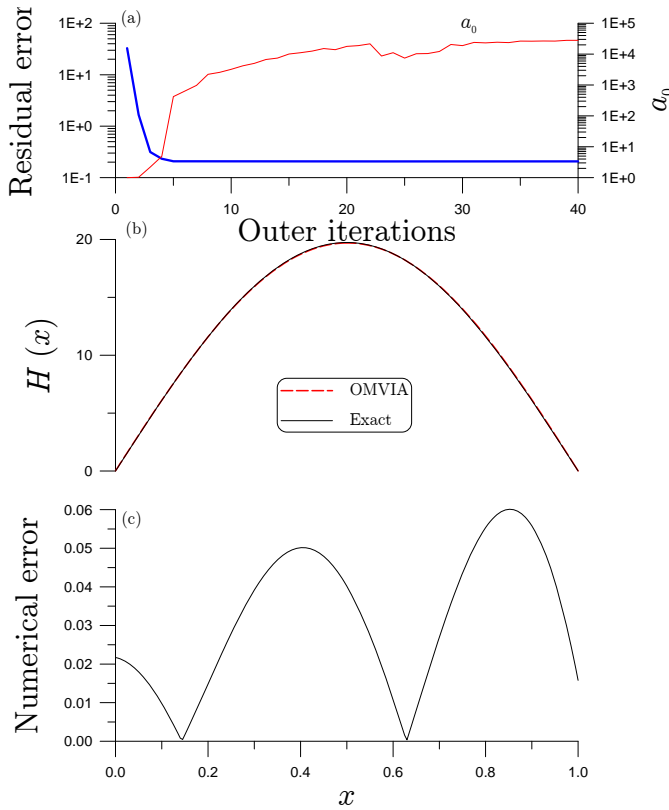 (a)
a₀
1E+2
1E+1
1E+0
1E-1
Residual error
1E+5
1E+4
1E+3
1E+2
1E+1
1E+0
a₀
0 10 20 30 40
Outer iterations
(b)
20
10
0
H (x)
OMVIA
Exact
(c)
0.06
0.05
0.04
0.03
0.02
0.01
0.00
Numerical error
0.0 0.2 0.4 0.6 0.8 1.0
x